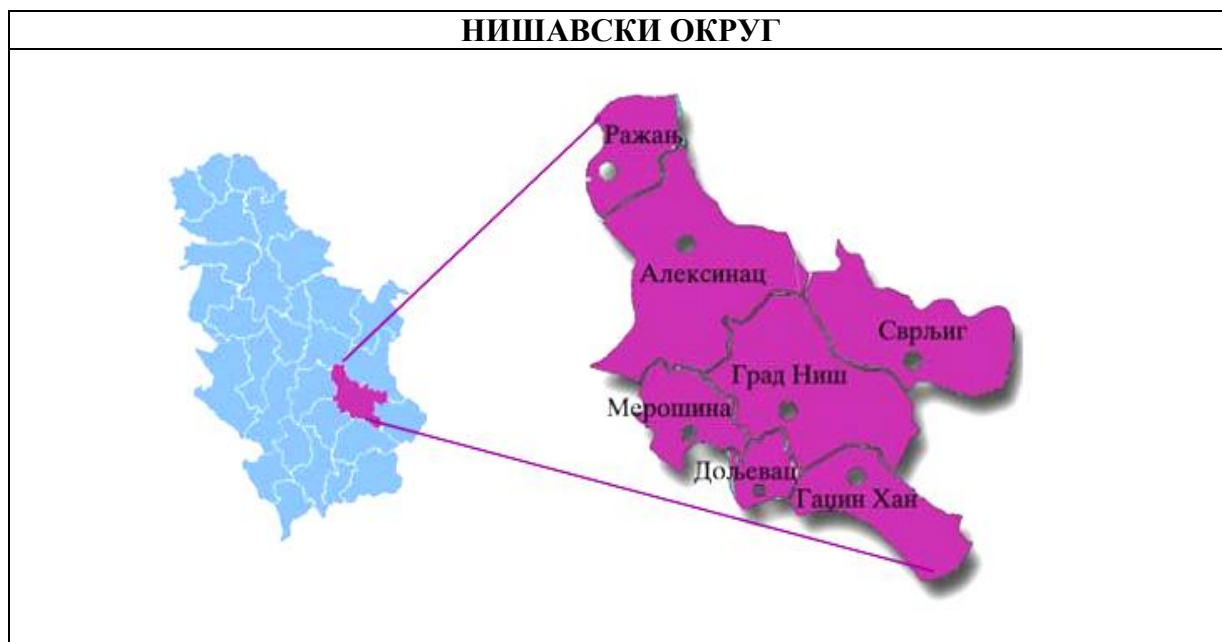 НИШАВСКИ ОКРУГ
Ражањ
Алексинац
Сврљиг
Град Ниш
Мерошина
Дољевац
Гаџин Хан